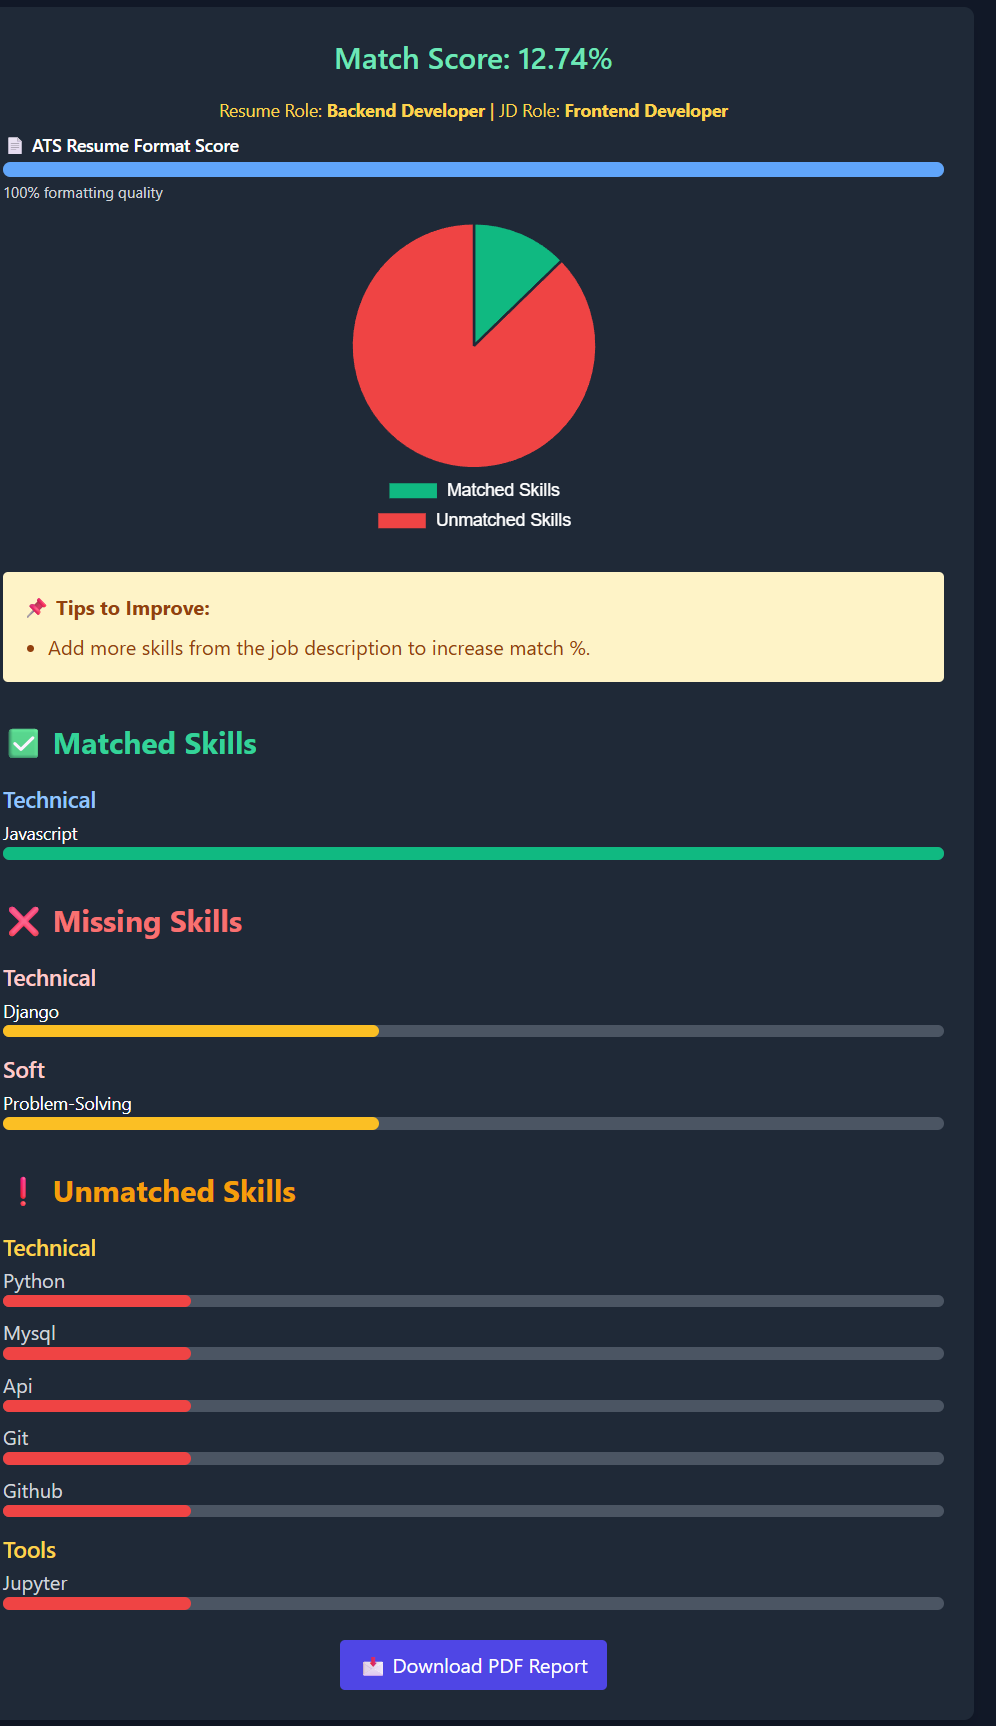 Match Score: 12.74%
Resume Role: Backend Developer | JD Role: Frontend Developer
ATS Resume Format Score
100% formatting quality
Matched Skills
Unmatched Skills
Tips to Improve:
• Add more skills from the job description to increase match %.
Matched Skills
Technical
Javascript
Missing Skills
Technical
Django
Soft
Problem-Solving
Unmatched Skills
Technical
Python
Mysql
Api
Git
Github
Tools
Jupyter
Download PDF Report